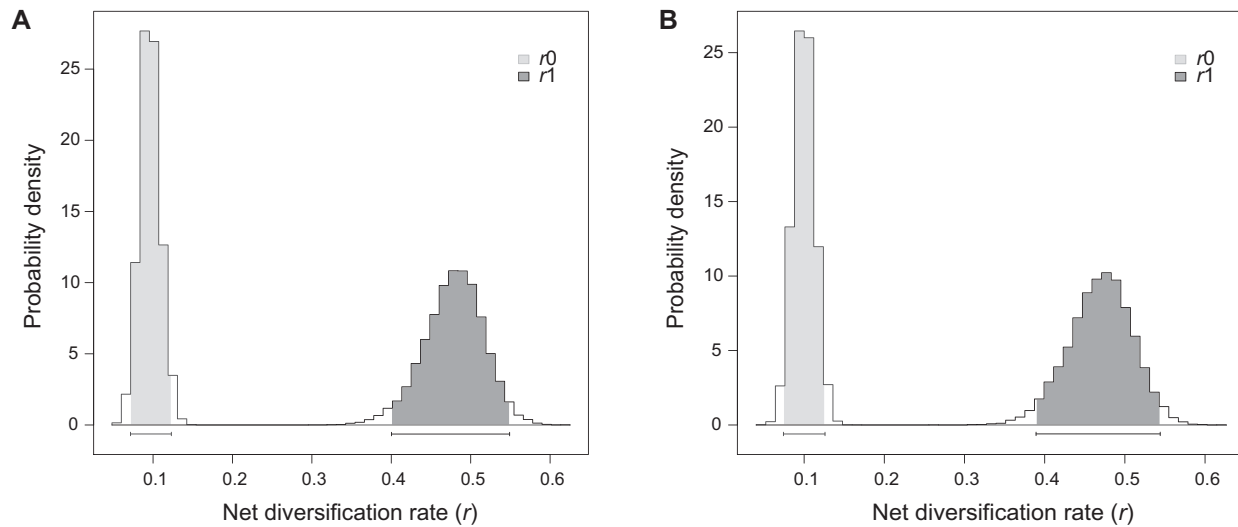 A
r0
r1
25
20
15
10
5
0
Probability density
0.1 0.2 0.3 0.4 0.5 0.6
Net diversification rate (r)
B
r0
r1
25
20
15
10
5
0
Probability density
0.1 0.2 0.3 0.4 0.5 0.6
Net diversification rate (r)